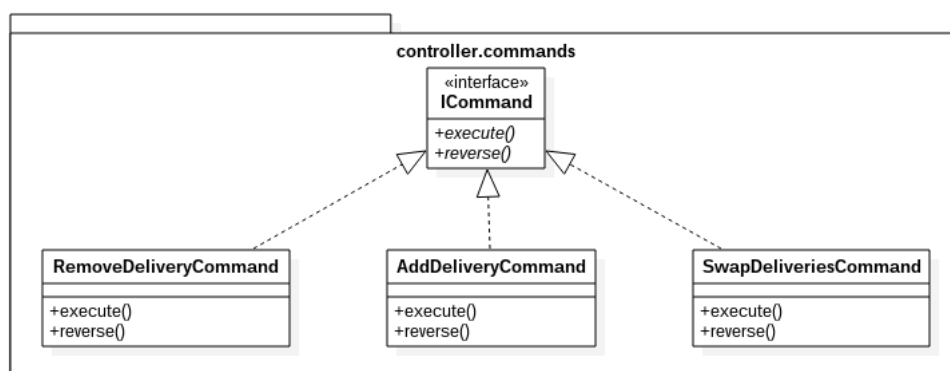 controller.commands
«interface»
ICommand
+execute()
+reverse()
RemoveDeliveryCommand
+execute()
+reverse()
AddDeliveryCommand
+execute()
+reverse()
SwapDeliveriesCommand
+execute()
+reverse()